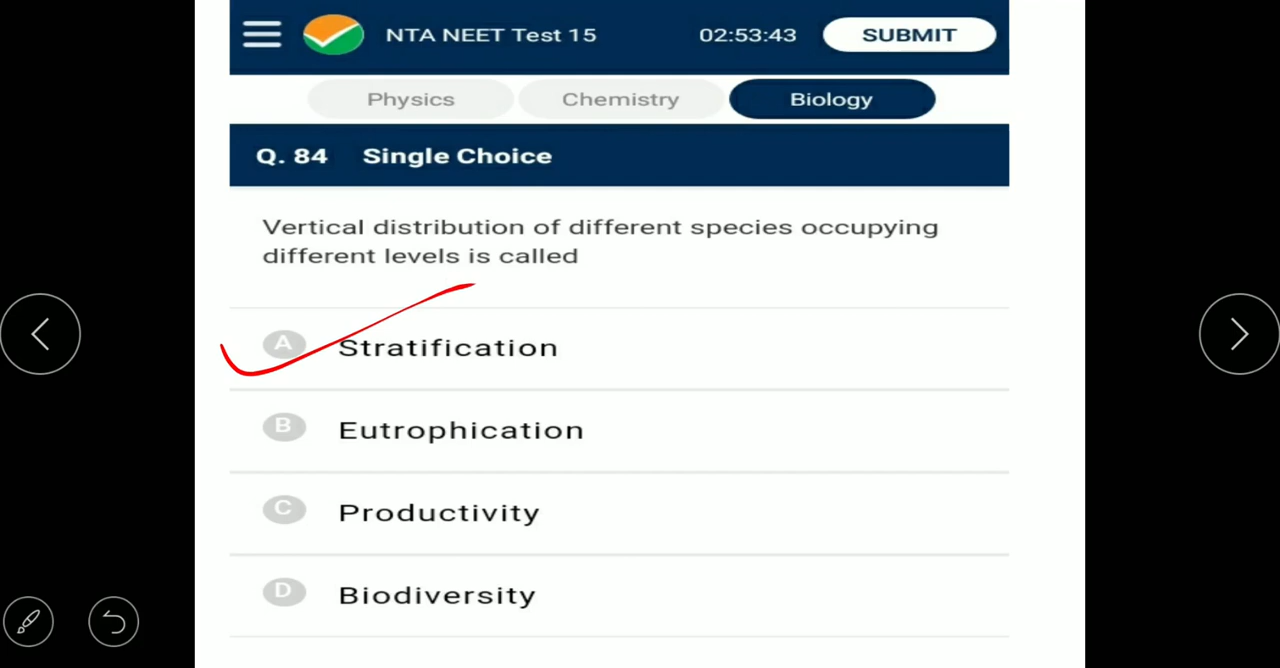 NTA NEET Test 15 02:53:43 SUBMIT
Physics Chemistry Biology
Q. 84 Single Choice
Vertical distribution of different species occupying
different levels is called
A Stratification
B Eutrophication
C Productivity
D Biodiversity